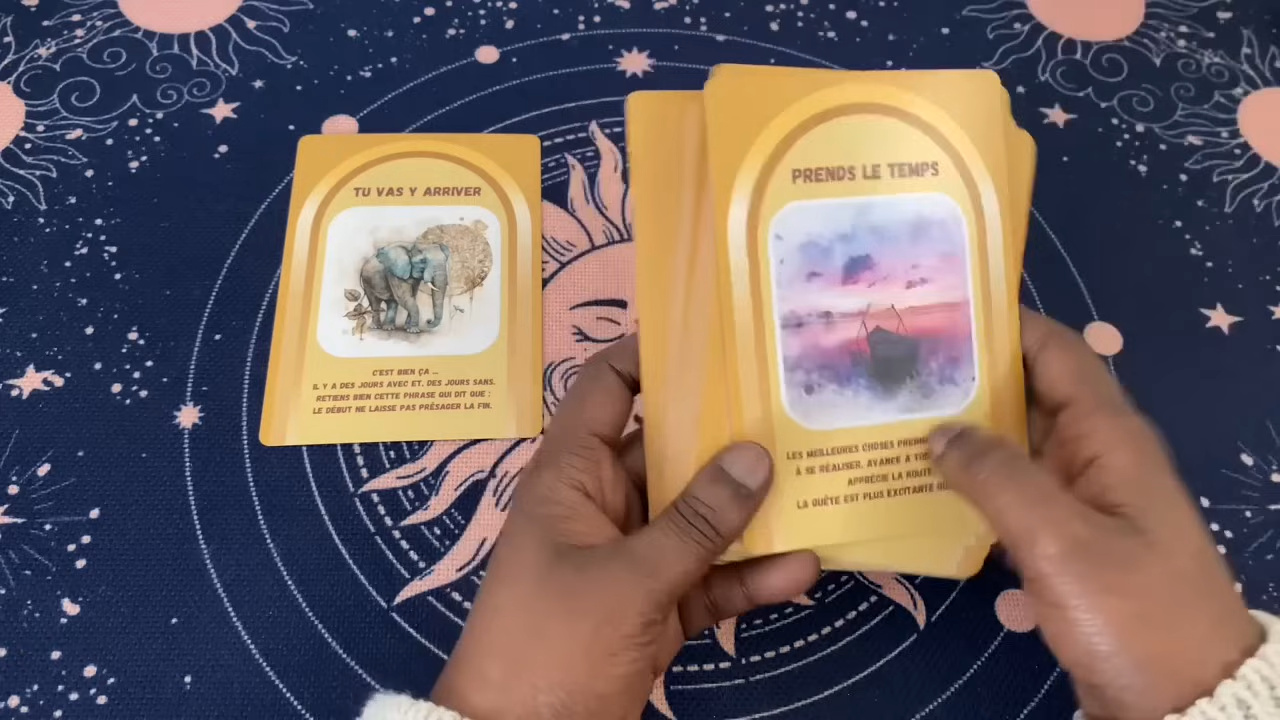 TU VAS Y ARRIVER
C'EST BIEN ÇA ...
IL Y A DES JOURS AVEC ET, DES JOURS SANS.
RETIENS BIEN CETTE PHRASE QUI DIT QUE :
LE DÉBUT NE LAISSE PAS PRÉSAGER LA FIN.
PRENDS LE TEMPS
LES MEILLEURES CHOSES
À SE RÉALISER. AVANCE À
APPRÉCIE LA ROUTE
LA QUÊTE EST PLUS EXCITANTE